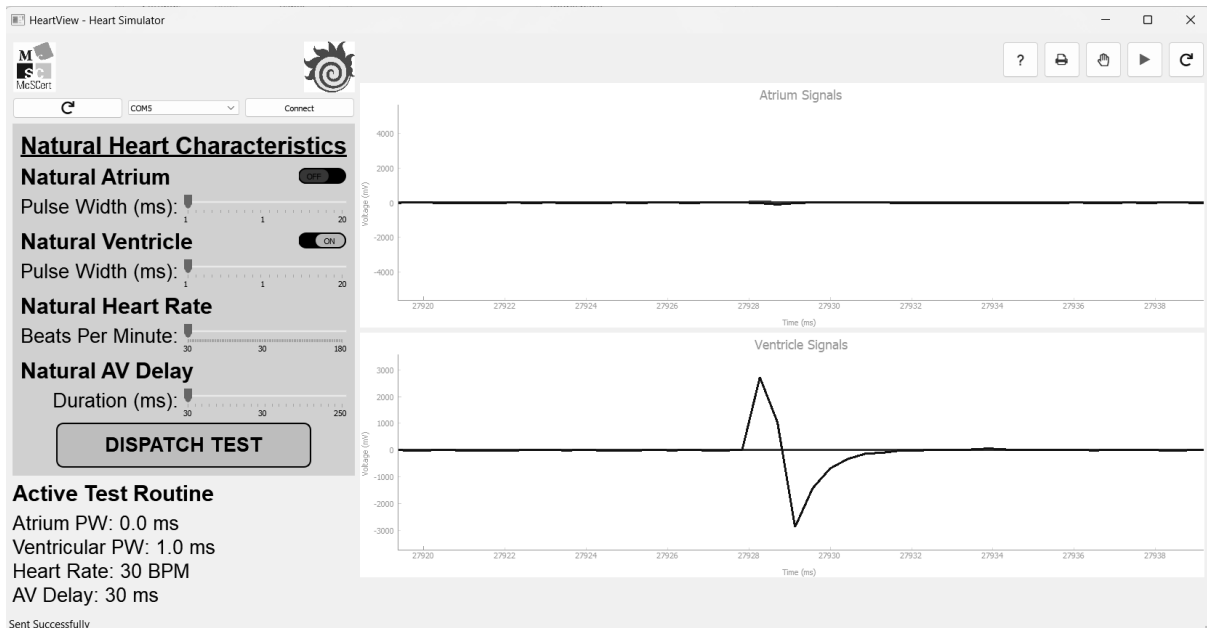 HeartView - Heart Simulator
M
S C
McSCert
COM5
Connect
Natural Heart Characteristics
Natural Atrium
OFF
Pulse Width (ms):
1 1 20
Natural Ventricle
ON
Pulse Width (ms):
1 1 20
Natural Heart Rate
Beats Per Minute:
30 30 180
Natural AV Delay
Duration (ms):
30 30 250
DISPATCH TEST
Active Test Routine
Atrium PW: 0.0 ms
Ventricular PW: 1.0 ms
Heart Rate: 30 BPM
AV Delay: 30 ms
Sent Successfully
?
Atrium Signals
Voltage (mV)
4000
2000
0
-2000
-4000
27920 27922 27924 27926 27928 27930 27932 27934 27936 27938
Time (ms)
Ventricle Signals
Voltage (mV)
3000
2000
1000
0
-1000
-2000
-3000
27920 27922 27924 27926 27928 27930 27932 27934 27936 27938
Time (ms)